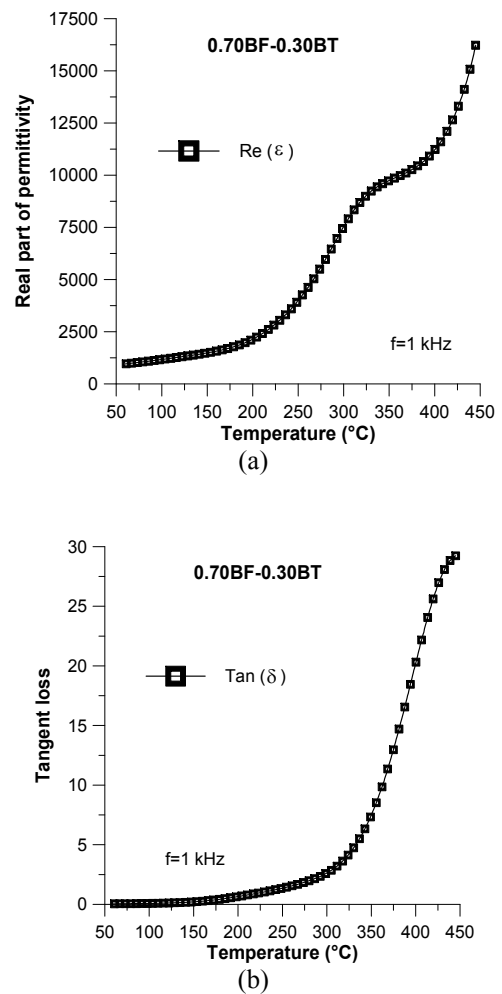 0.70BF-0.30BT
17500
15000
12500
10000
7500
5000
2500
0
Real part of permittivity
Re (ε)
f=1 kHz
50 100 150 200 250 300 350 400 450
Temperature (°C)
(a)
30
25
20
15
10
5
0
Tangent loss
0.70BF-0.30BT
Tan (δ)
f=1 kHz
50 100 150 200 250 300 350 400 450
Temperature (°C)
(b)